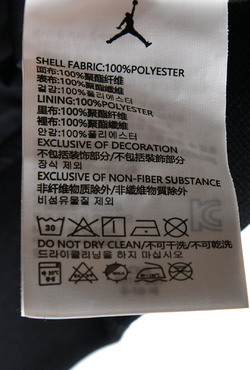 SHELL FABRIC:100%POLYESTER
面布:100%聚酯纤维
表布:100%聚酯纖維
겉감:100%폴리에스터
LINING:100%POLYESTER
里布:100%聚酯纤维
裡布:100%聚酯纖維
안감:100%폴리에스터
EXCLUSIVE OF DECORATION
不包括装饰部分/不包括裝飾部分
장식 제외
EXCLUSIVE OF NON-FIBER SUBSTANCE
非纤维物质除外/非纖維物質除外
비섬유물질 제외
30
DO NOT DRY CLEAN/不可干洗/不可乾洗
드라이클리닝을 하지 마십시오